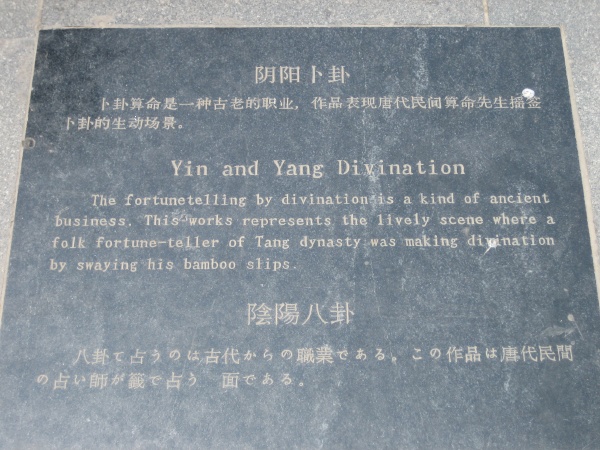 阴阳卜卦
卜卦算命是一种古老的职业，作品表现唐代民间算命先生摇签
卜卦的生动场景。
Yin and Yang Divination
The fortunetelling by divination is a kind of ancient
business. This works represents the lively scene where a
folk fortune-teller of Tang dynasty was making divination
by swaying his bamboo slips.
陰陽八卦
八卦て占うのは古代からの職業である。この作品は唐代民間
の占い師が籤で占う 面である。